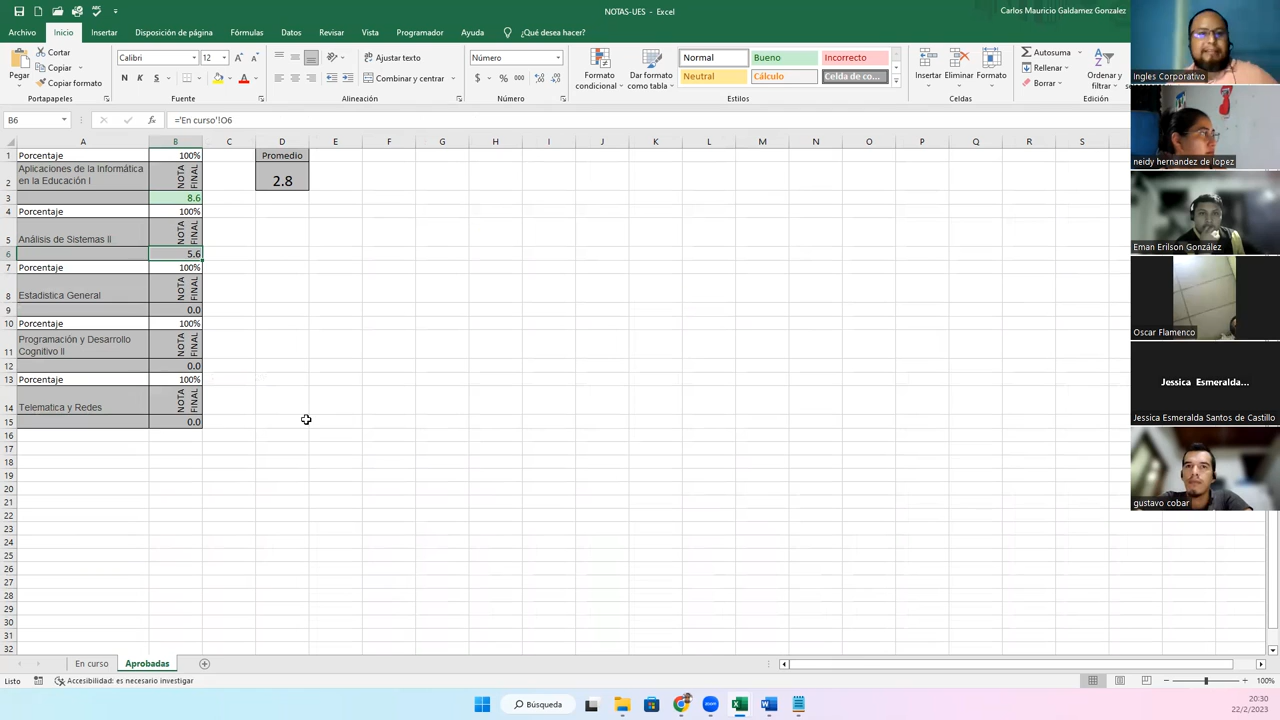 NOTAS-UES - Excel
Carlos Mauricio Galdamez Gonzalez
Archivo Inicio Insertar Disposición de página Fórmulas Datos Revisar Vista Programador Ayuda ¿Qué desea hacer?
Pegar
Cortar
Copiar
Copiar formato
Portapapeles
Calibri 12
N K S
Fuente
Ajustar texto
Combinar y centrar
Alineación
Número
$ % 000
Número
Formato condicional
Dar formato como tabla
Normal Bueno Incorrecto
Neutral Cálculo Celda de co...
Estilos
Insertar Eliminar Formato
Celdas
Autosuma
Rellenar
Borrar
Ordenar y filtrar
Edición
B6
='En curso'!O6
A B C D E F G H I J K L M N O P Q R S
1 Porcentaje 100% Promedio
2 Aplicaciones de la Informática en la Educación I NOTA FINAL 2.8
3 8.6
4 Porcentaje 100%
5 Análisis de Sistemas II NOTA FINAL
6 5.6
7 Porcentaje 100%
8 Estadistica General NOTA FINAL
9 0.0
10 Porcentaje 100%
11 Programación y Desarrollo Cognitivo II NOTA FINAL
12 0.0
13 Porcentaje 100%
14 Telematica y Redes NOTA FINAL
15 0.0
16
17
18
19
20
21
22
23
24
25
26
27
28
29
30
31
32
En curso Aprobadas
Listo
Accesibilidad: es necesario investigar
100%
Búsqueda
20:30
22/2/2023
Ingles Corporativo
neidy hernandez de lopez
Eman Erilson González
Oscar Flamenco
Jessica Esmeralda...
Jessica Esmeralda Santos de Castillo
gustavo cobar